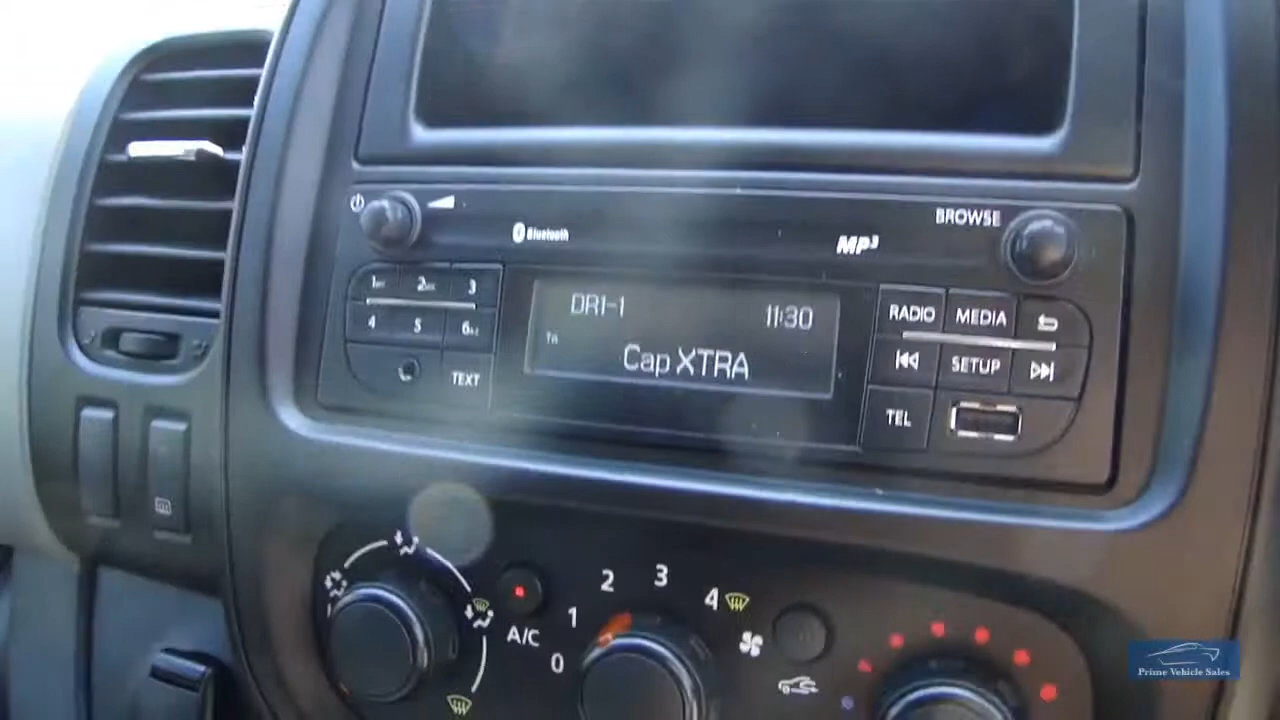 BROWSE
Bluetooth
MP3
1
2
3
4
5
6
TEXT
DR1-1
11:30
Cap XTRA
RADIO
MEDIA
SETUP
TEL
A/C
0
1
2
3
4
Prime Vehicle Sales